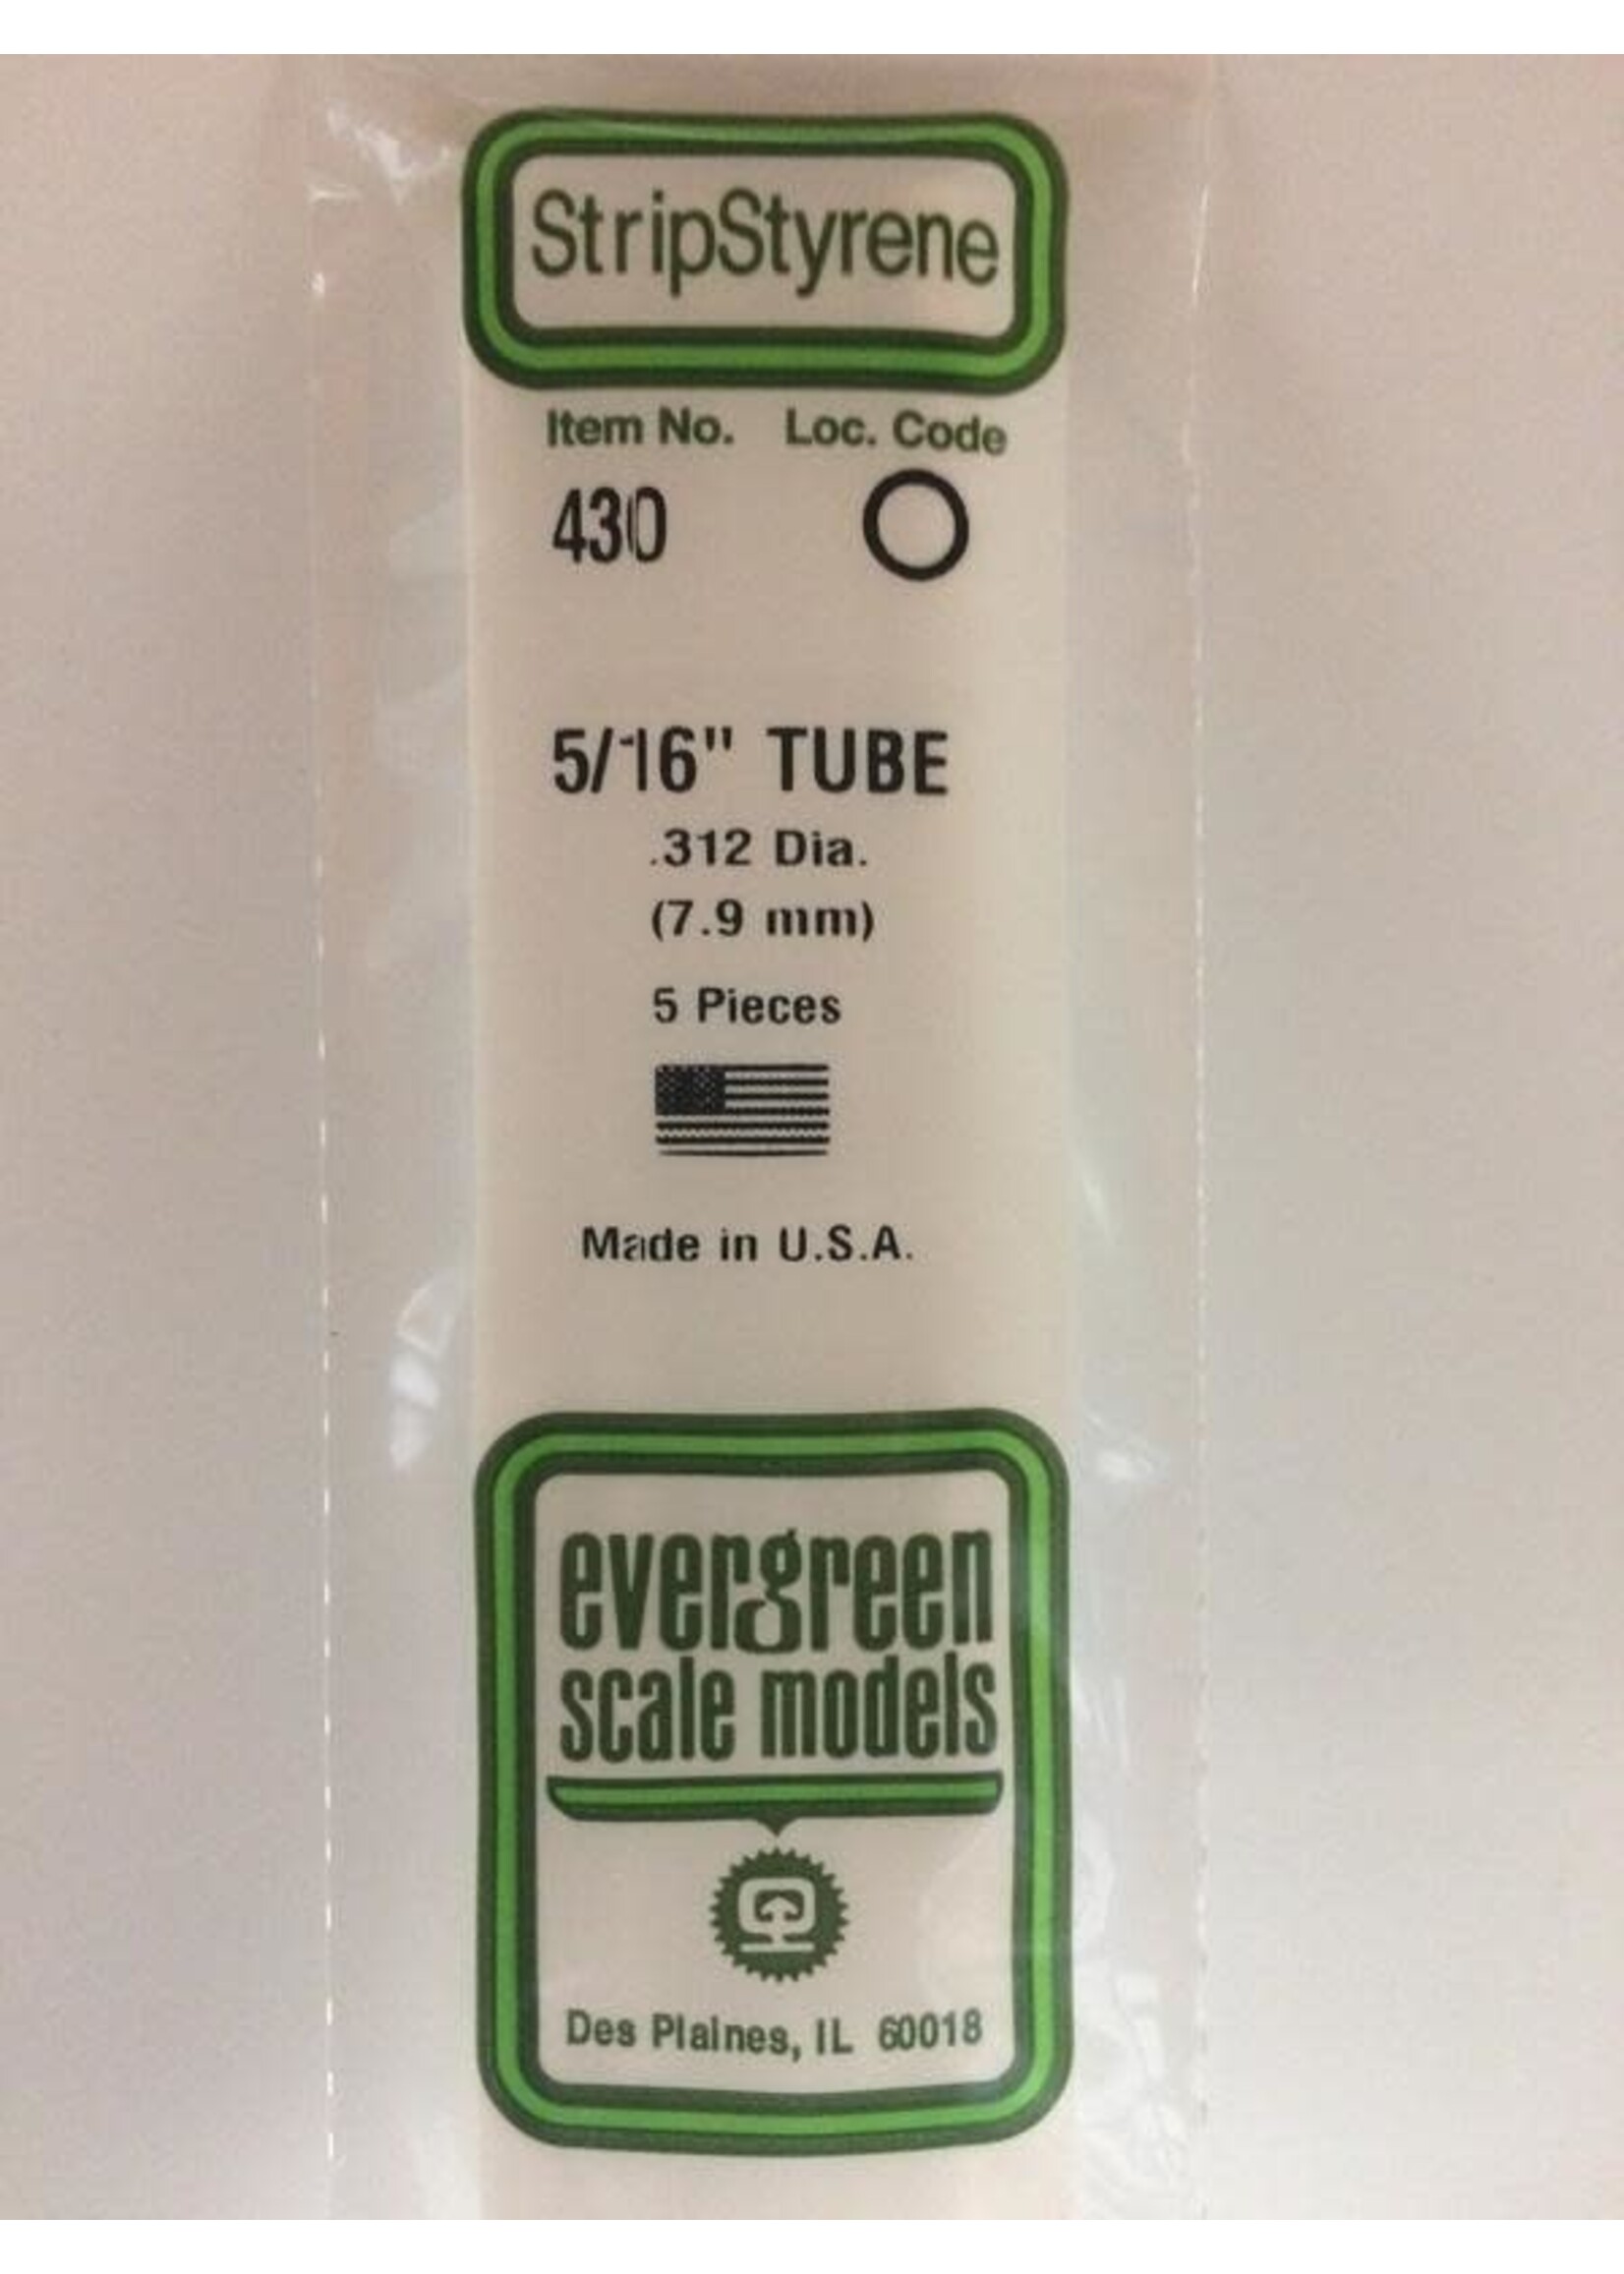 StripStyrene
Item No. Loc. Code
430
5/16" TUBE
.312 Dia.
(7.9 mm)
5 Pieces
Made in U.S.A.
evergreen
scale models
Des Plaines, IL 60018